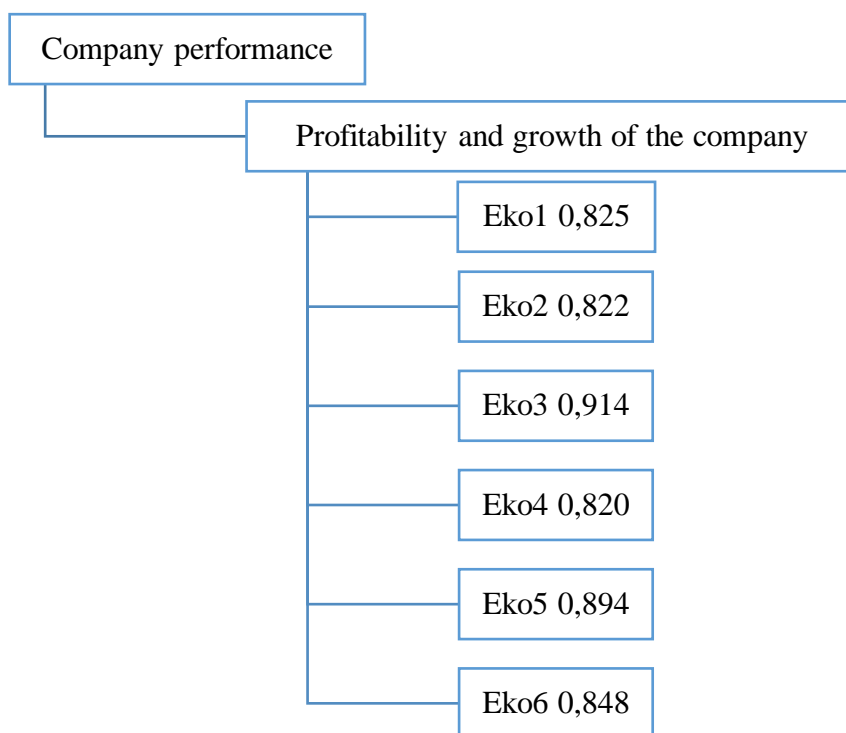 Company performance
Profitability and growth of the company
Eko1 0,825
Eko2 0,822
Eko3 0,914
Eko4 0,820
Eko5 0,894
Eko6 0,848